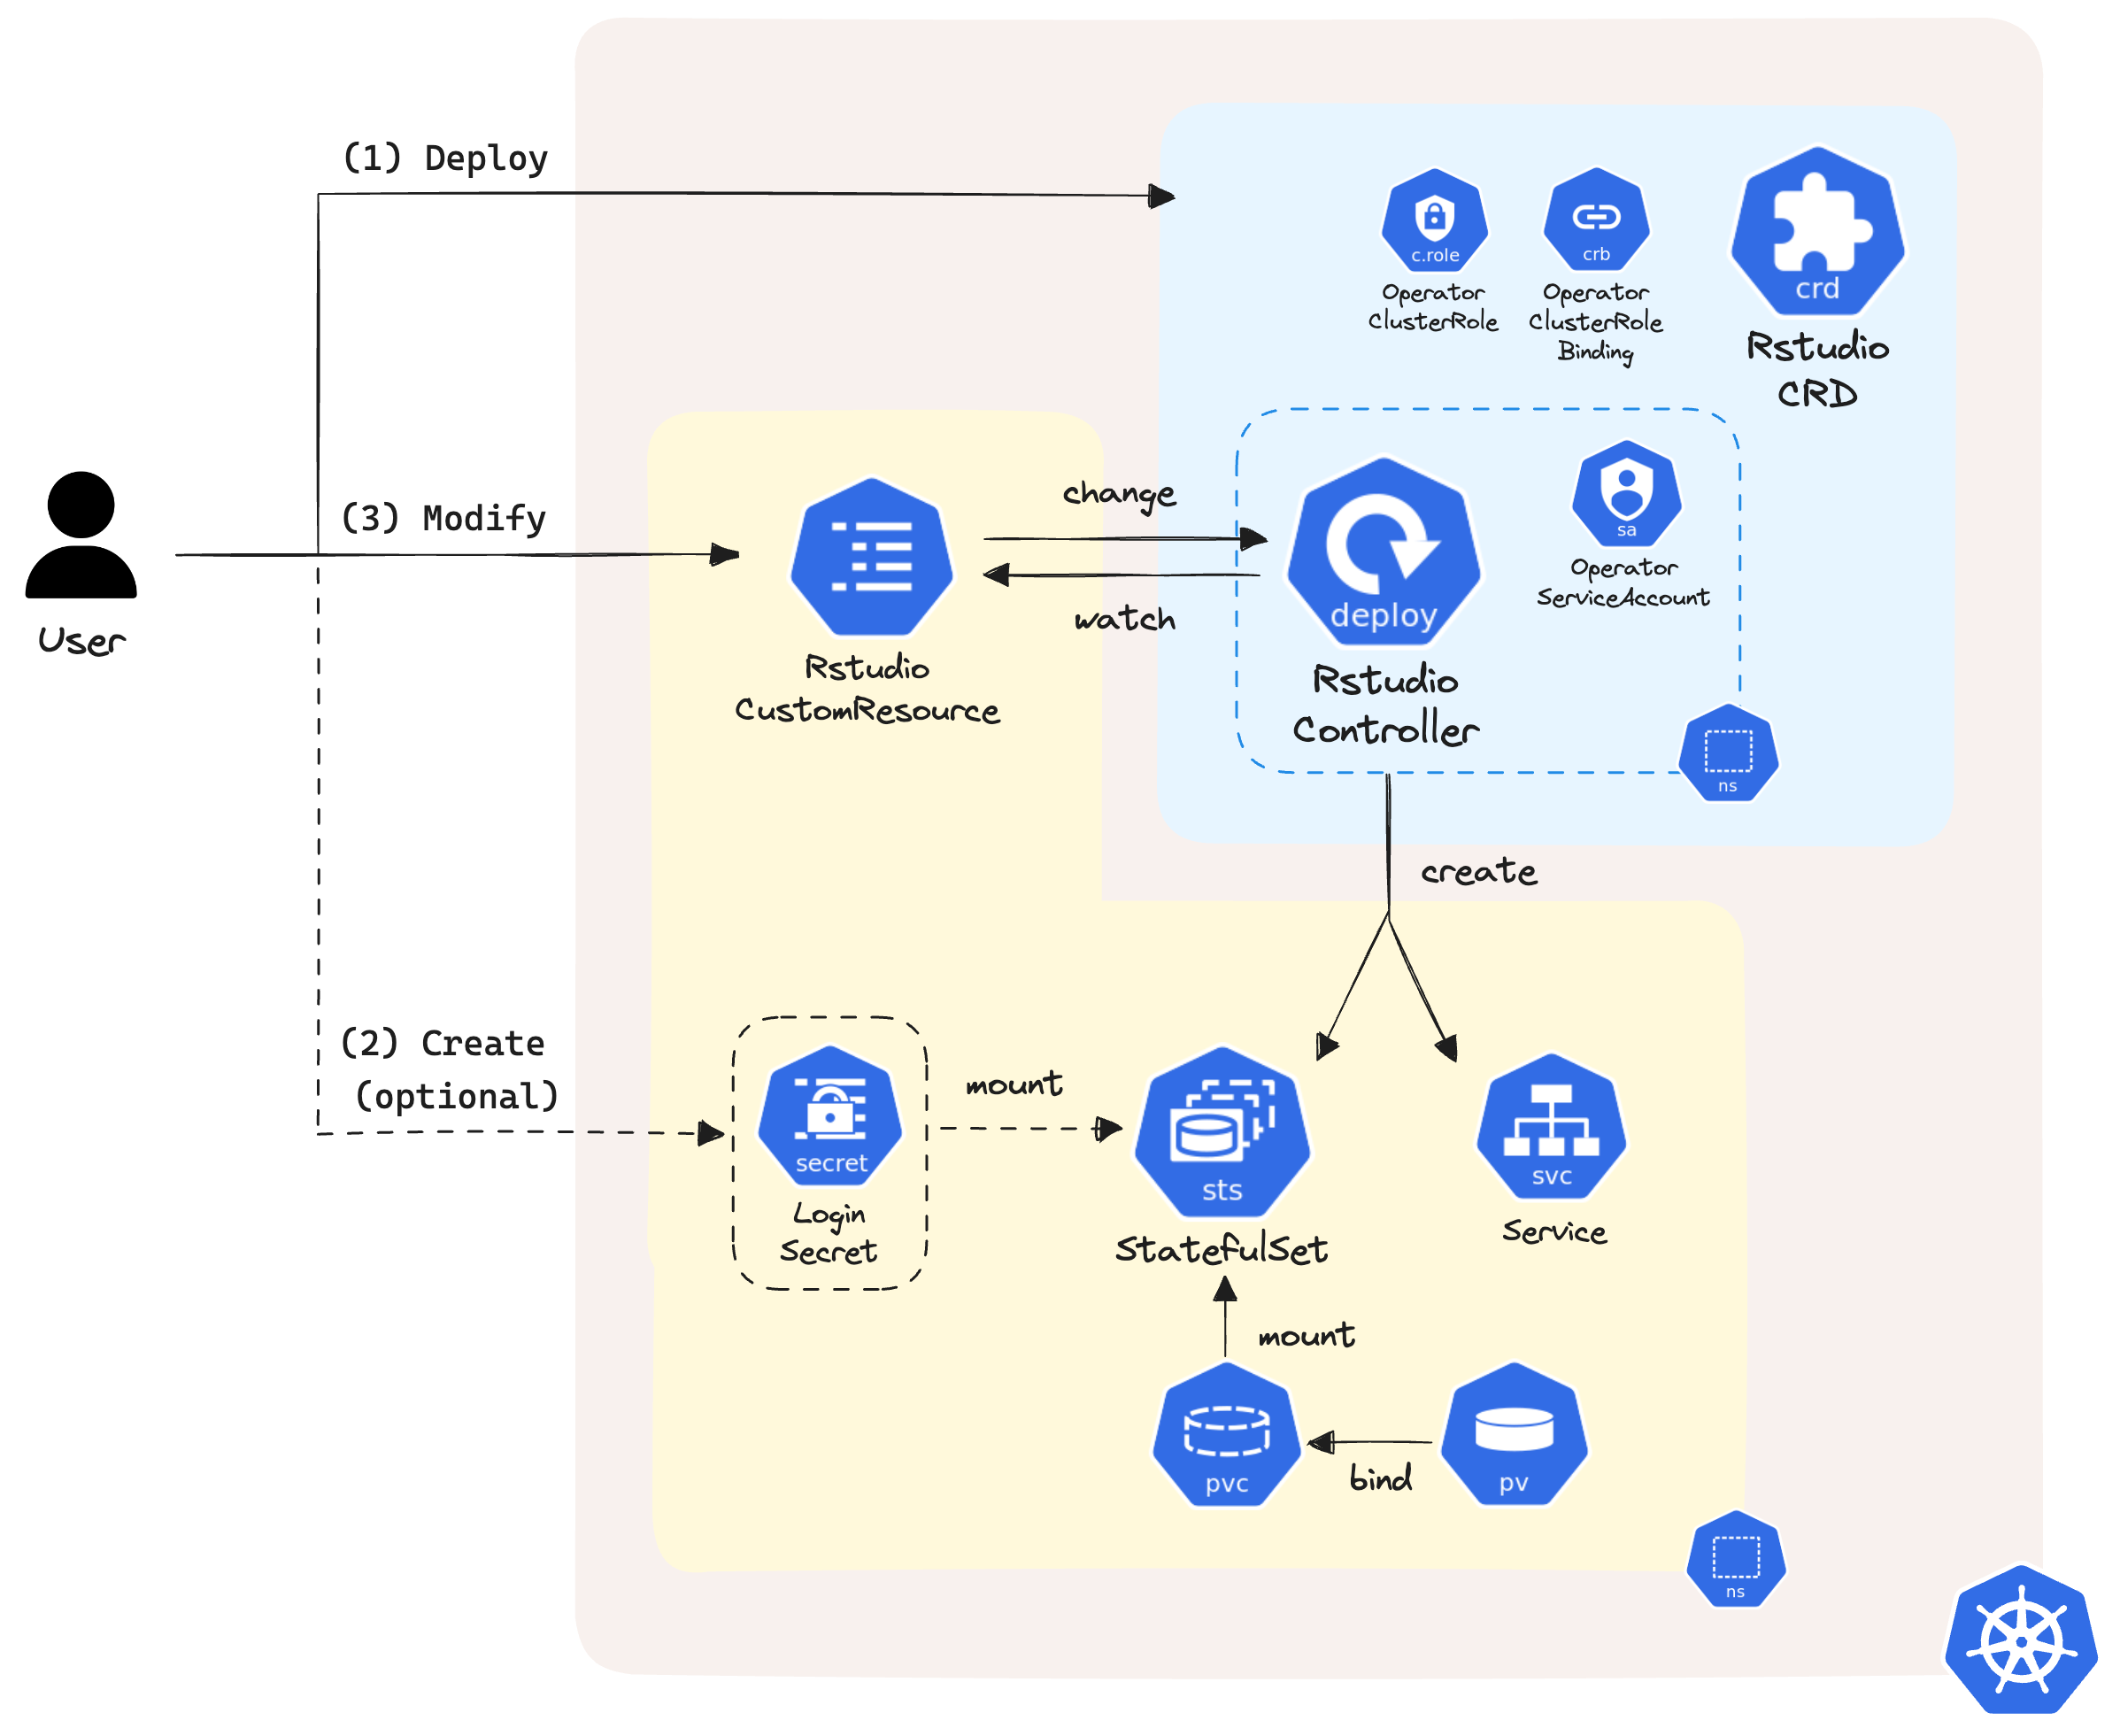 (1) Deploy
c.role
Operator
ClusterRole
crb
Operator
ClusterRole
Binding
crd
Rstudio
CRD
User
(3) Modify
Rstudio
CustomResource
change
watch
deploy
Rstudio
Controller
sa
Operator
ServiceAccount
ns
create
(2) Create
(optional)
secret
Login
Secret
mount
sts
StatefulSet
svc
Service
mount
pvc
bind
pv
ns